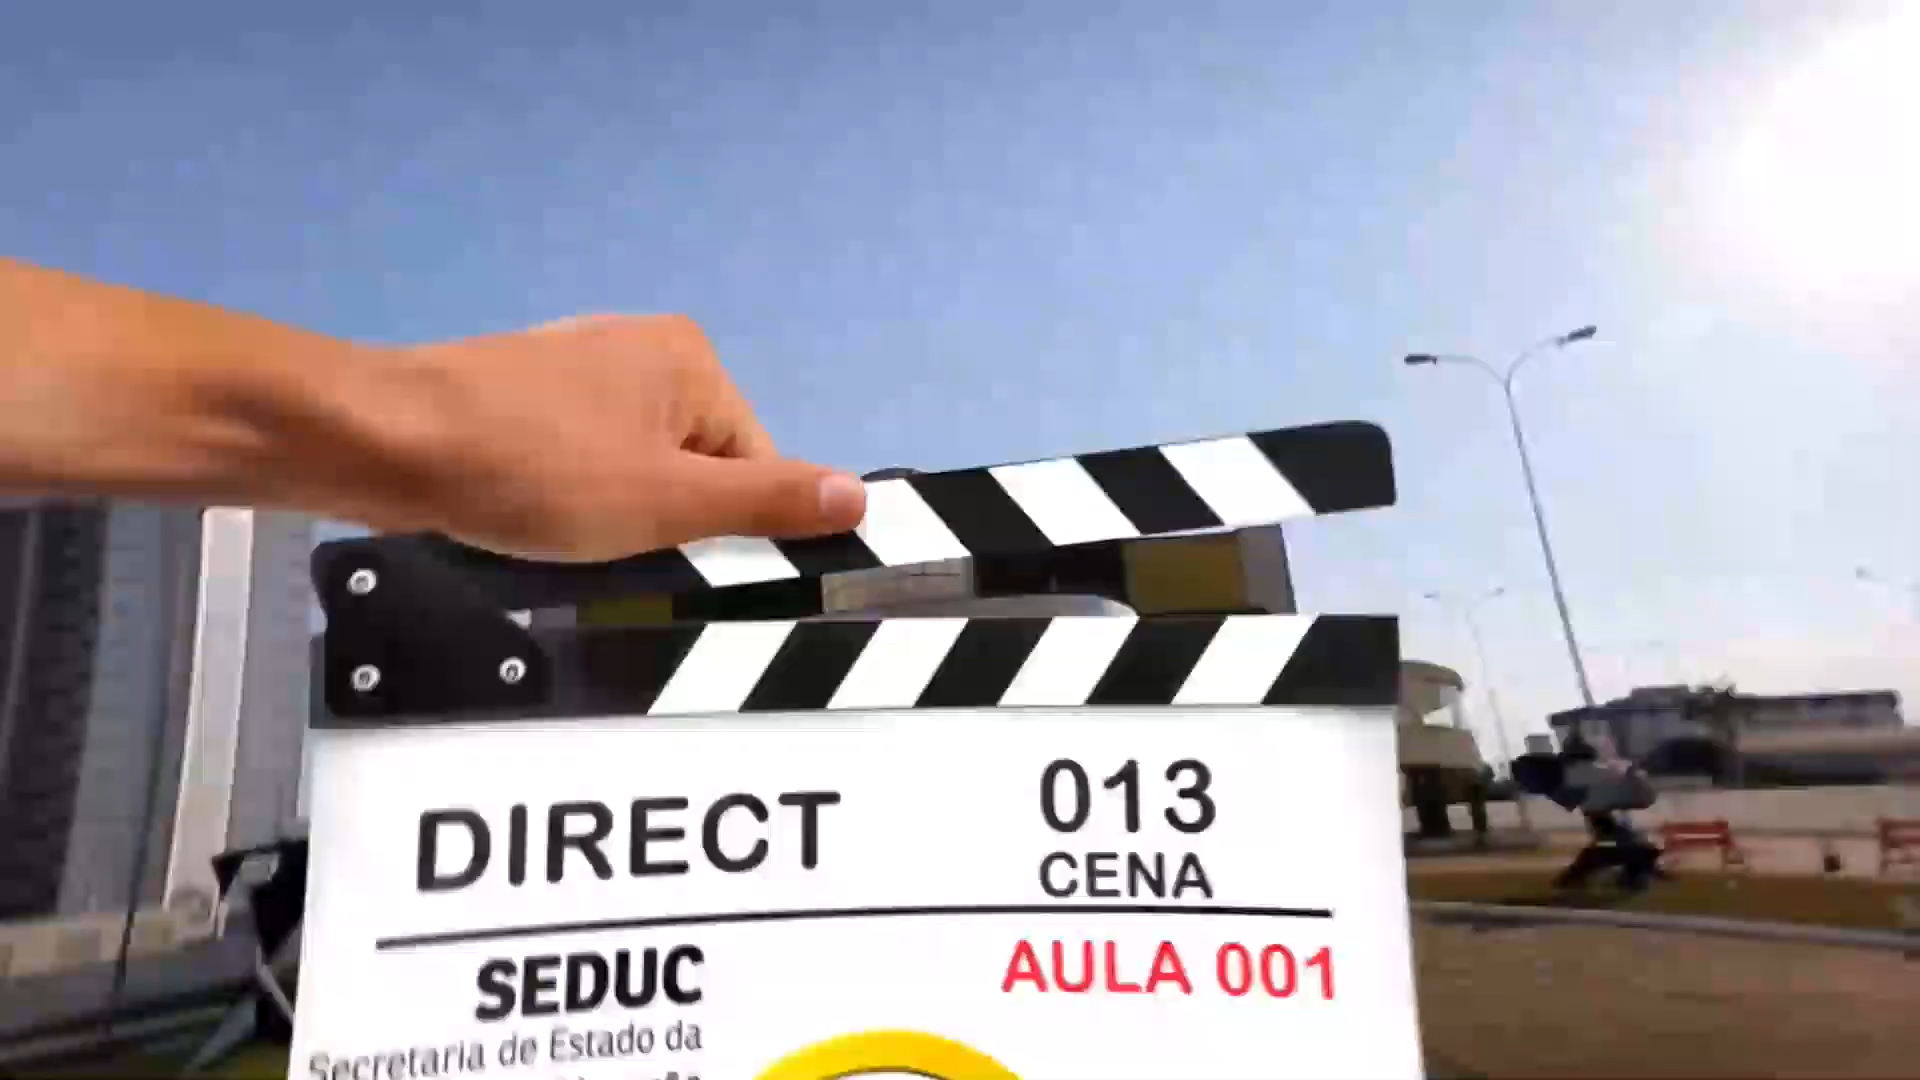 DIRECT
013
CENA
SEDUC
AULA 001
Secretaria de Estado da